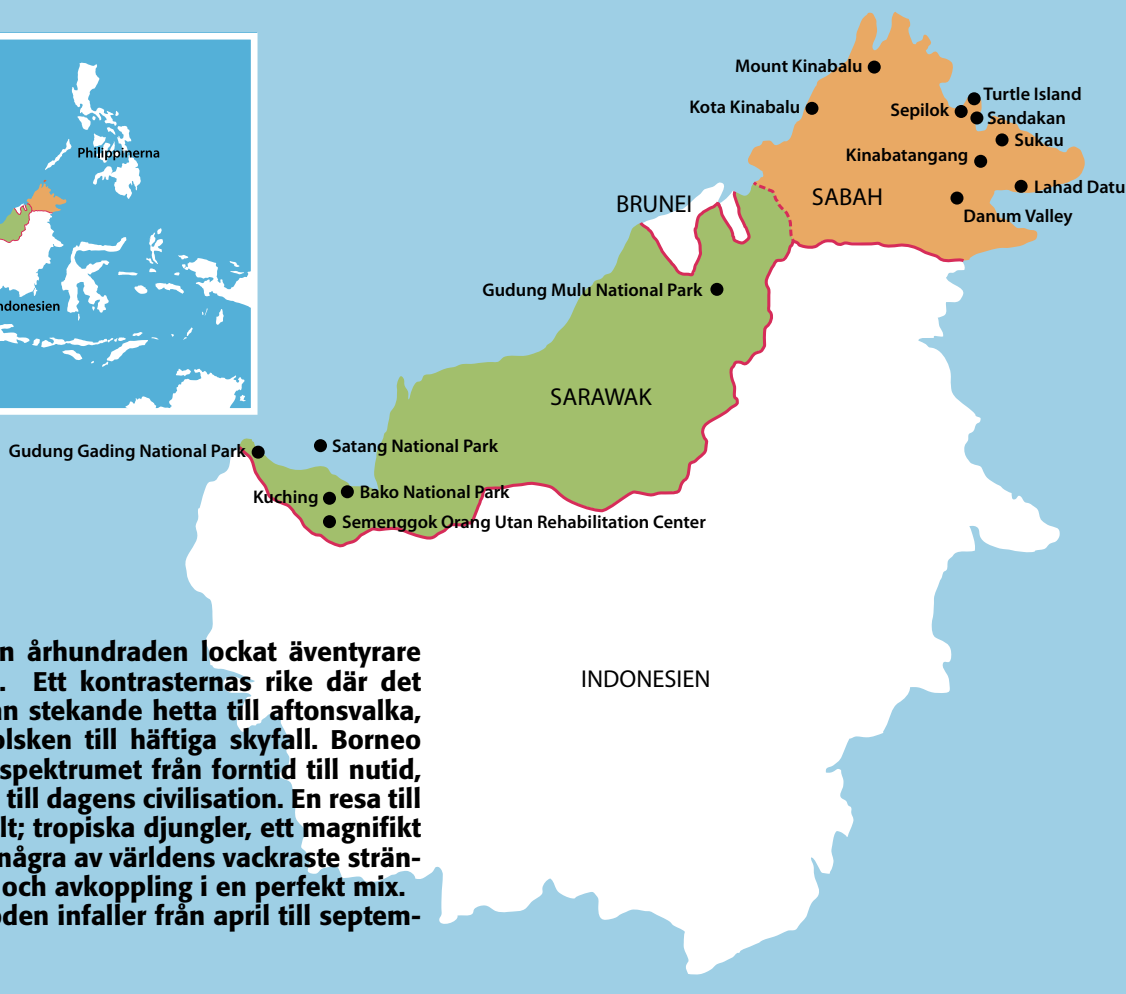 Philippinerna
ndonesien
Mount Kinabalu
Turtle Island
Kota Kinabalu
Sepilok
Sandakan
Sukau
Kinabatangang
Lahad Datu
BRUNEI
SABAH
Danum Valley
Gudung Mulu National Park
SARAWAK
Gudung Gading National Park
Satang National Park
Bako National Park
Kuching
Semenggok Orang Utan Rehabilitation Center
INDONESIEN
n århundraden lockat äventyrare
. Ett kontrasternas rike där det
n stekande hetta till aftonsvalka,
olsken till häftiga skyfall. Borneo
spektrumet från forntid till nutid,
till dagens civilisation. En resa till
lt; tropiska djungler, ett magnifikt
några av världens vackraste strän-
och avkoppling i en perfekt mix.
den infaller från april till septem-